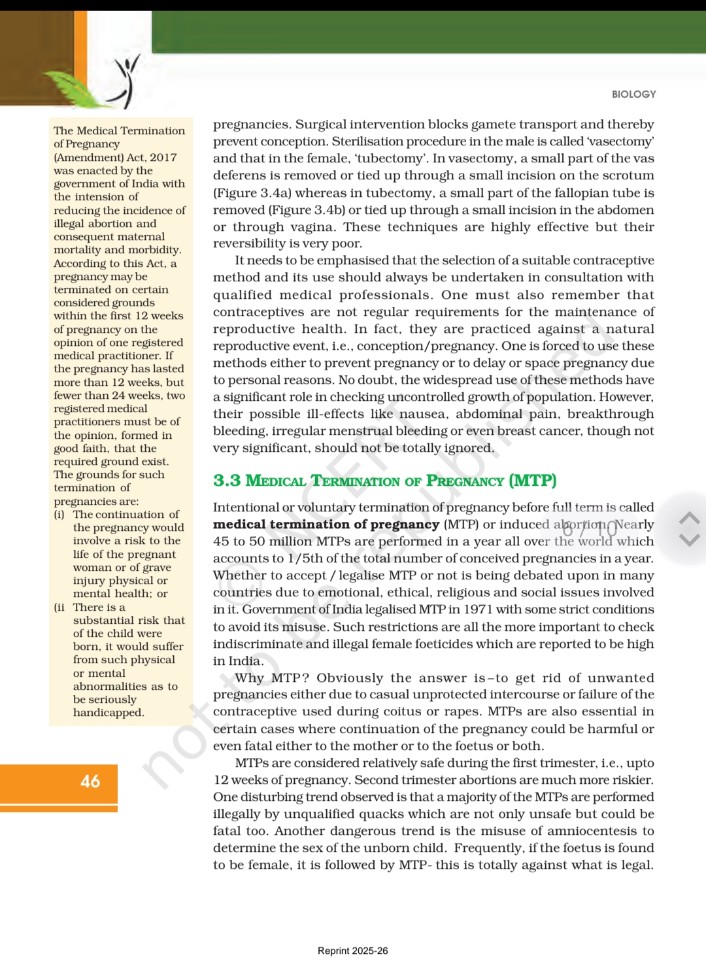 BIOLOGY
The Medical Termination
of Pregnancy
(Amendment) Act, 2017
was enacted by the
government of India with
the intension of
reducing the incidence of
illegal abortion and
consequent maternal
mortality and morbidity.
According to this Act, a
pregnancy may be
terminated on certain
considered grounds
within the first 12 weeks
of pregnancy on the
opinion of one registered
medical practitioner. If
the pregnancy has lasted
more than 12 weeks, but
fewer than 24 weeks, two
registered medical
practitioners must be of
the opinion, formed in
good faith, that the
required ground exist.
The grounds for such
termination of
pregnancies are:
(i) The continuation of
the pregnancy would
involve a risk to the
life of the pregnant
woman or of grave
injury physical or
mental health; or
(ii There is a
substantial risk that
of the child were
born, it would suffer
from such physical
or mental
abnormalities as to
be seriously
handicapped.
46
pregnancies. Surgical intervention blocks gamete transport and thereby
prevent conception. Sterilisation procedure in the male is called ‘vasectomy’
and that in the female, ‘tubectomy’. In vasectomy, a small part of the vas
deferens is removed or tied up through a small incision on the scrotum
(Figure 3.4a) whereas in tubectomy, a small part of the fallopian tube is
removed (Figure 3.4b) or tied up through a small incision in the abdomen
or through vagina. These techniques are highly effective but their
reversibility is very poor.
It needs to be emphasised that the selection of a suitable contraceptive
method and its use should always be undertaken in consultation with
qualified medical professionals. One must also remember that
contraceptives are not regular requirements for the maintenance of
reproductive health. In fact, they are practiced against a natural
reproductive event, i.e., conception/pregnancy. One is forced to use these
methods either to prevent pregnancy or to delay or space pregnancy due
to personal reasons. No doubt, the widespread use of these methods have
a significant role in checking uncontrolled growth of population. However,
their possible ill-effects like nausea, abdominal pain, breakthrough
bleeding, irregular menstrual bleeding or even breast cancer, though not
very significant, should not be totally ignored.
3.3 MEDICAL TERMINATION OF PREGNANCY (MTP)
Intentional or voluntary termination of pregnancy before full term is called
medical termination of pregnancy (MTP) or induced abortion. Nearly
45 to 50 million MTPs are performed in a year all over the world which
accounts to 1/5th of the total number of conceived pregnancies in a year.
Whether to accept / legalise MTP or not is being debated upon in many
countries due to emotional, ethical, religious and social issues involved
in it. Government of India legalised MTP in 1971 with some strict conditions
to avoid its misuse. Such restrictions are all the more important to check
indiscriminate and illegal female foeticides which are reported to be high
in India.
Why MTP? Obviously the answer is–to get rid of unwanted
pregnancies either due to casual unprotected intercourse or failure of the
contraceptive used during coitus or rapes. MTPs are also essential in
certain cases where continuation of the pregnancy could be harmful or
even fatal either to the mother or to the foetus or both.
MTPs are considered relatively safe during the first trimester, i.e., upto
12 weeks of pregnancy. Second trimester abortions are much more riskier.
One disturbing trend observed is that a majority of the MTPs are performed
illegally by unqualified quacks which are not only unsafe but could be
fatal too. Another dangerous trend is the misuse of amniocentesis to
determine the sex of the unborn child. Frequently, if the foetus is found
to be female, it is followed by MTP- this is totally against what is legal.
6 / 10
© NCERT
not to be republished
Reprint 2025-26